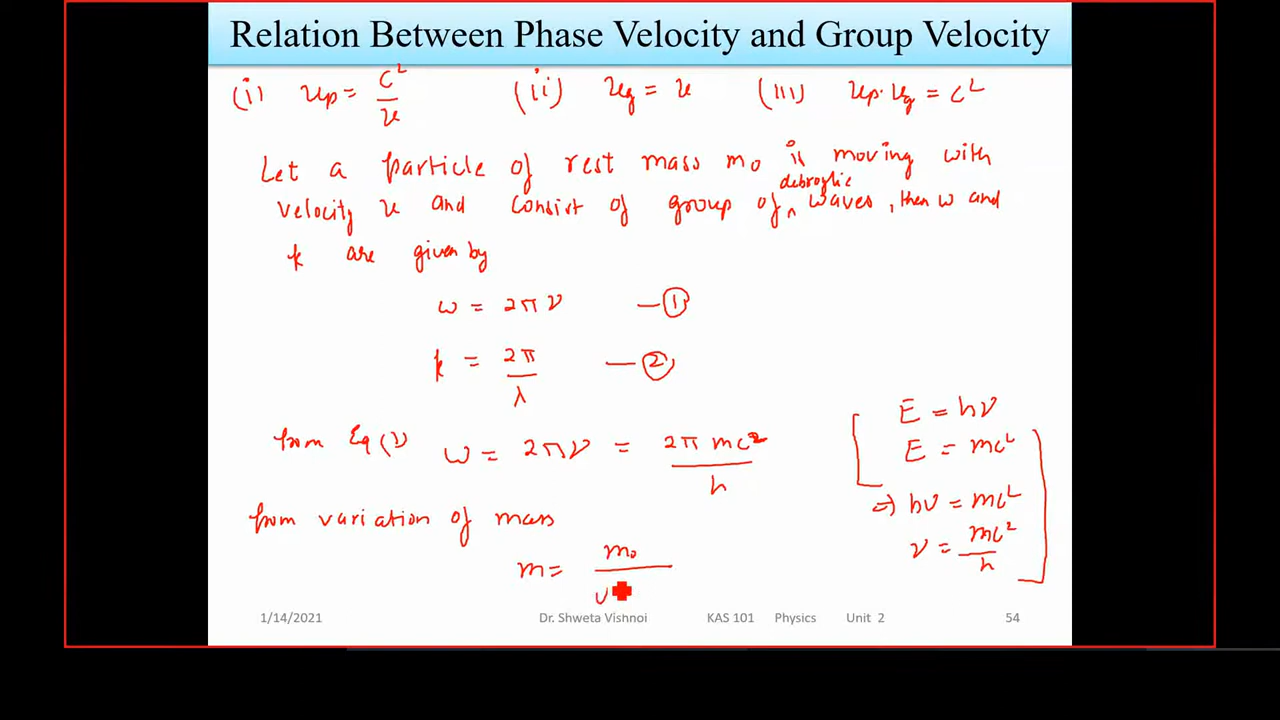 Relation Between Phase Velocity and Group Velocity
(i) up = c²/u (ii) ug = u (iii) up·ug = c²
Let a particle of rest mass m₀ is moving with
velocity u and consist of group of debroglie waves, then ω and
k are given by
ω = 2πν —①
k = 2π/λ —②
from Eq(1) ω = 2πν = 2πmc²/h
E = hν
E = mc²
⇒ hν = mc²
ν = mc²/h
from variation of mass
m = m₀
1/14/2021 Dr. Shweta Vishnoi KAS 101 Physics Unit 2 54